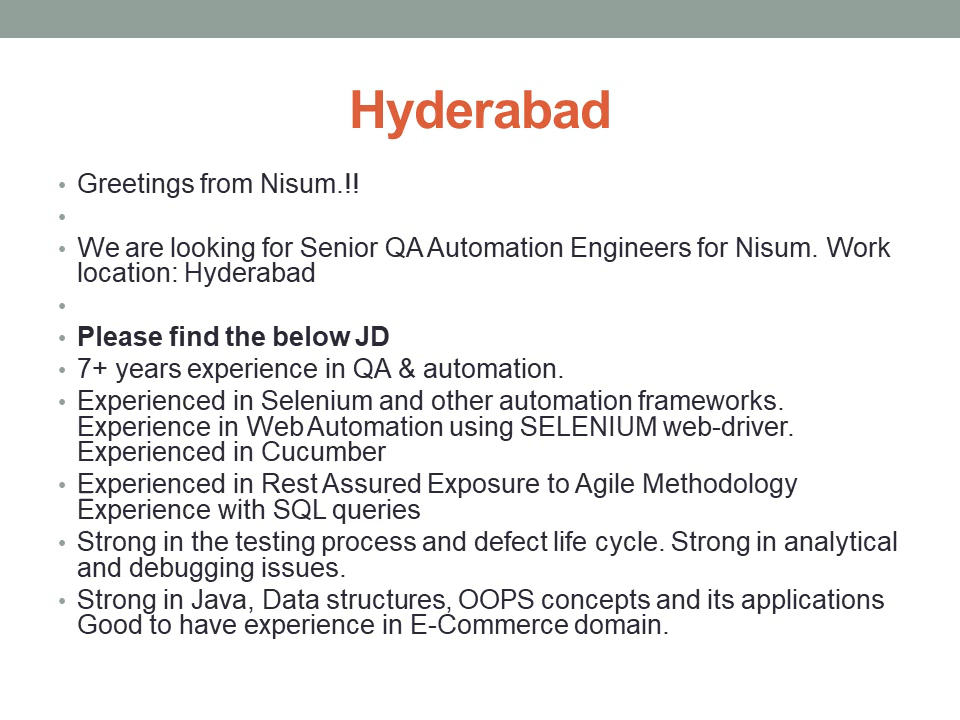 Hyderabad
• Greetings from Nisum.!!
•
• We are looking for Senior QA Automation Engineers for Nisum. Work
location: Hyderabad
•
• Please find the below JD
• 7+ years experience in QA & automation.
• Experienced in Selenium and other automation frameworks.
Experience in Web Automation using SELENIUM web-driver.
Experienced in Cucumber
• Experienced in Rest Assured Exposure to Agile Methodology
Experience with SQL queries
• Strong in the testing process and defect life cycle. Strong in analytical
and debugging issues.
• Strong in Java, Data structures, OOPS concepts and its applications
Good to have experience in E-Commerce domain.